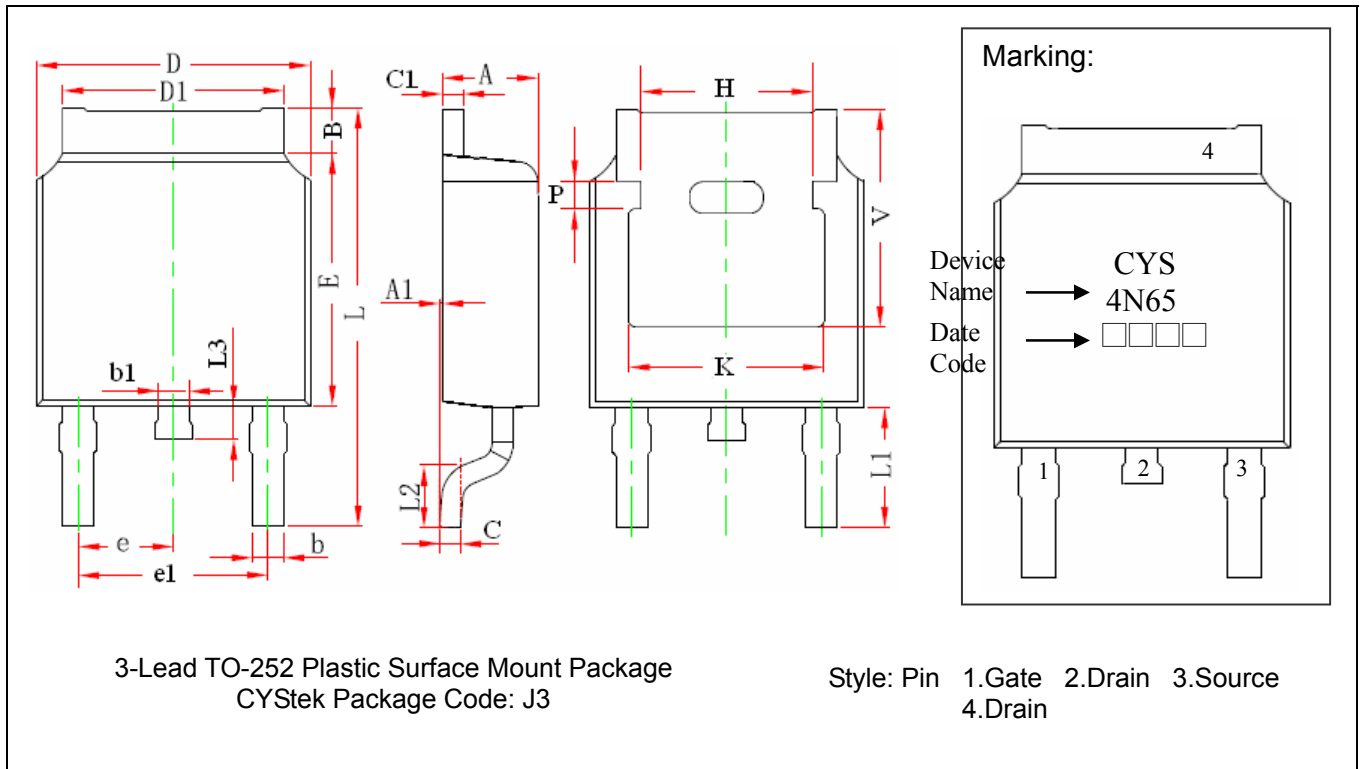 D
D1
B
E
L
L3
b1
e
e1
b
C1
A
A1
L2
C
H
P
V
K
L1
Marking:
4
Device
Name
CYS
4N65
Date
Code
□□□□
1
2
3
3-Lead TO-252 Plastic Surface Mount Package
CYStek Package Code: J3
Style: Pin 1.Gate 2.Drain 3.Source
4.Drain